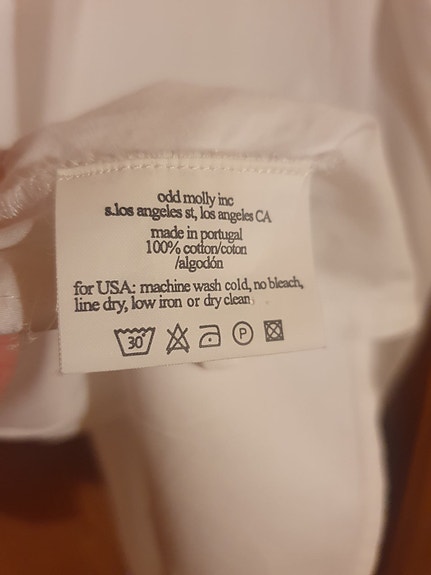 odd molly inc
s.los angeles st, los angeles CA
made in portugal
100% cotton/coton
/algodón
for USA: machine wash cold, no bleach,
line dry, low iron or dry clean
30°
P